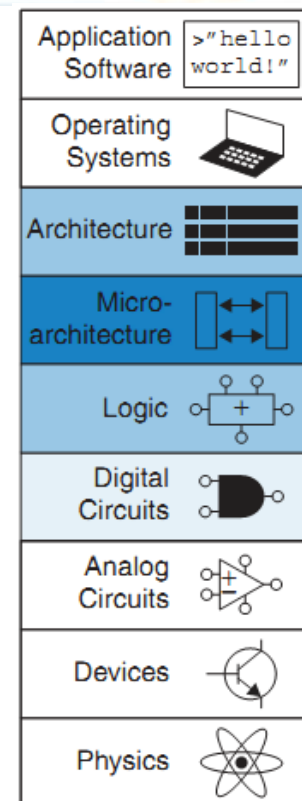 Application
Software
>"hello
world!"
Operating
Systems
Architecture
Micro-
architecture
Logic
+
Digital
Circuits
Analog
Circuits
+
−
Devices
Physics